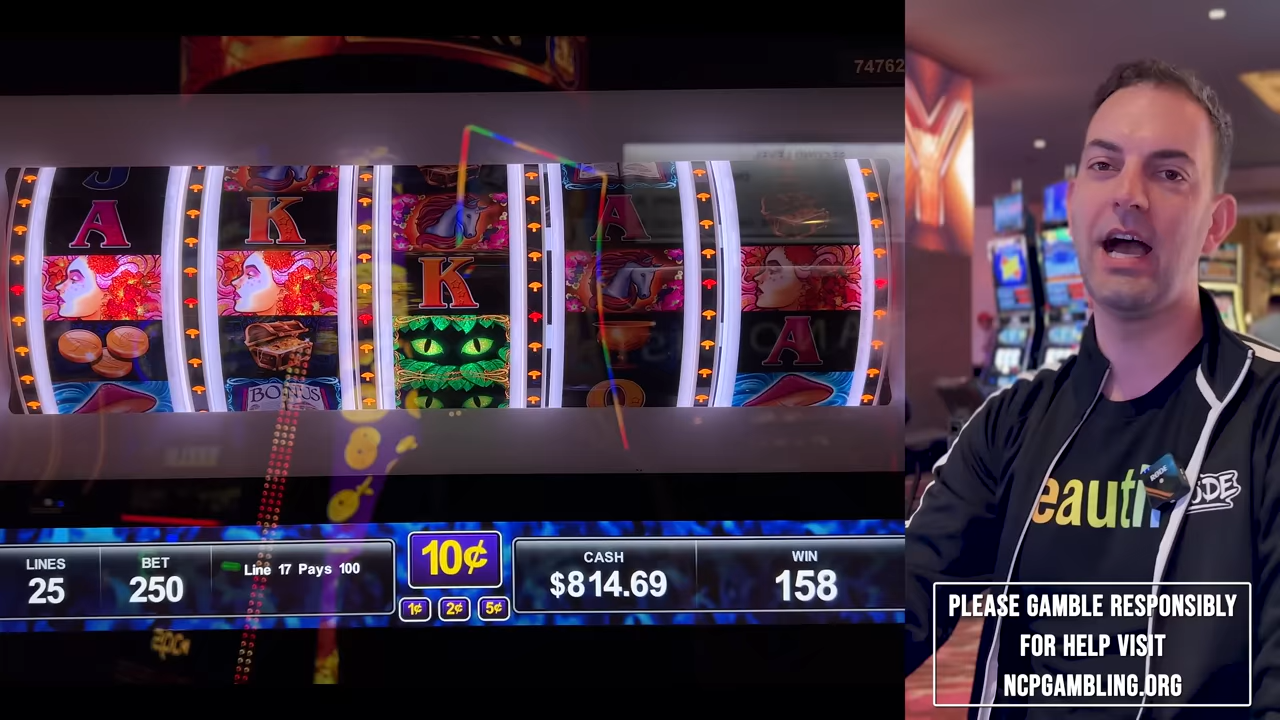 74762
J
A
K
A
K
A
BONUS
Q
LINES
25
BET
250
Line 17 Pays 100
10¢
1¢ 2¢ 5¢
CASH
$814.69
WIN
158
eauti
PLEASE GAMBLE RESPONSIBLY
FOR HELP VISIT
NCPGAMBLING.ORG